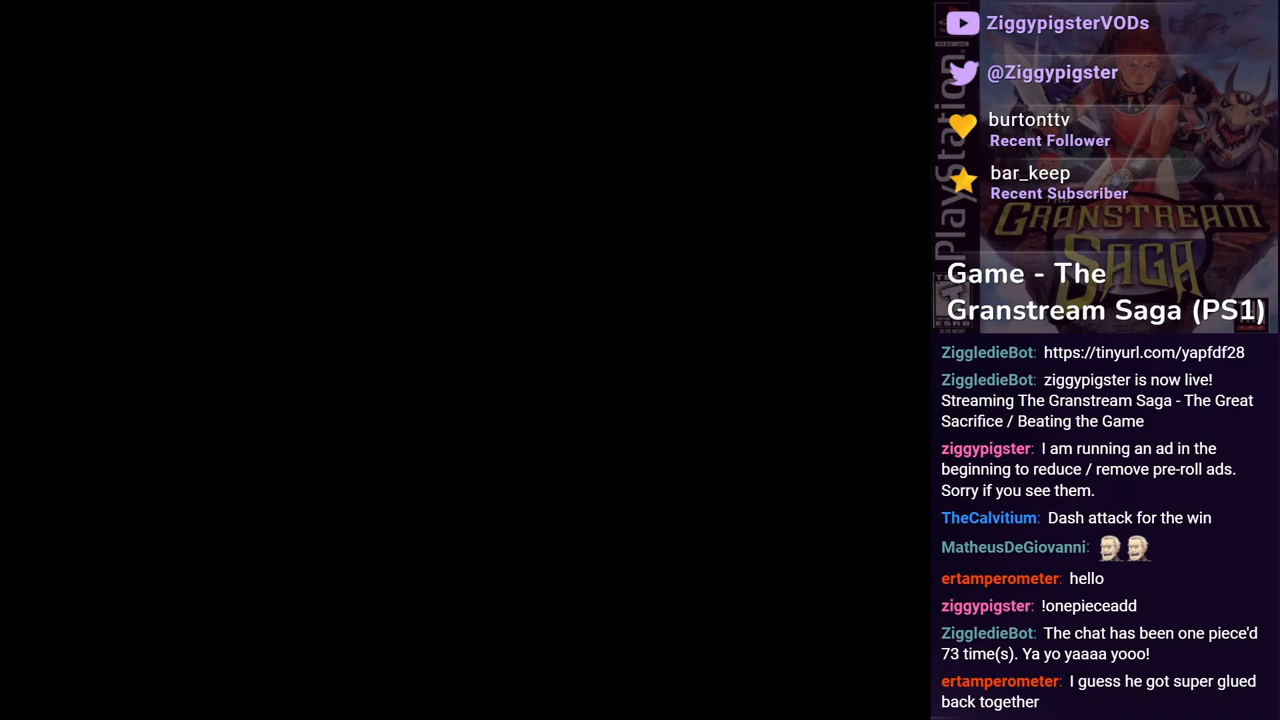 ZiggypigsterVODs
@Ziggypigster
burtonttv
Recent Follower
bar_keep
Recent Subscriber
PlayStation
THE
GRANSTREAM
SAGA
Game - The
Granstream Saga (PS1)
ZiggledieBot: https://tinyurl.com/yapfdf28
ZiggledieBot: ziggypigster is now live!
Streaming The Granstream Saga - The Great
Sacrifice / Beating the Game
ziggypigster: I am running an ad in the
beginning to reduce / remove pre-roll ads.
Sorry if you see them.
TheCalvitium: Dash attack for the win
MatheusDeGiovanni:
ertamperometer: hello
ziggypigster: !onepieceadd
ZiggledieBot: The chat has been one piece'd
73 time(s). Ya yo yaaaa yooo!
ertamperometer: I guess he got super glued
back together